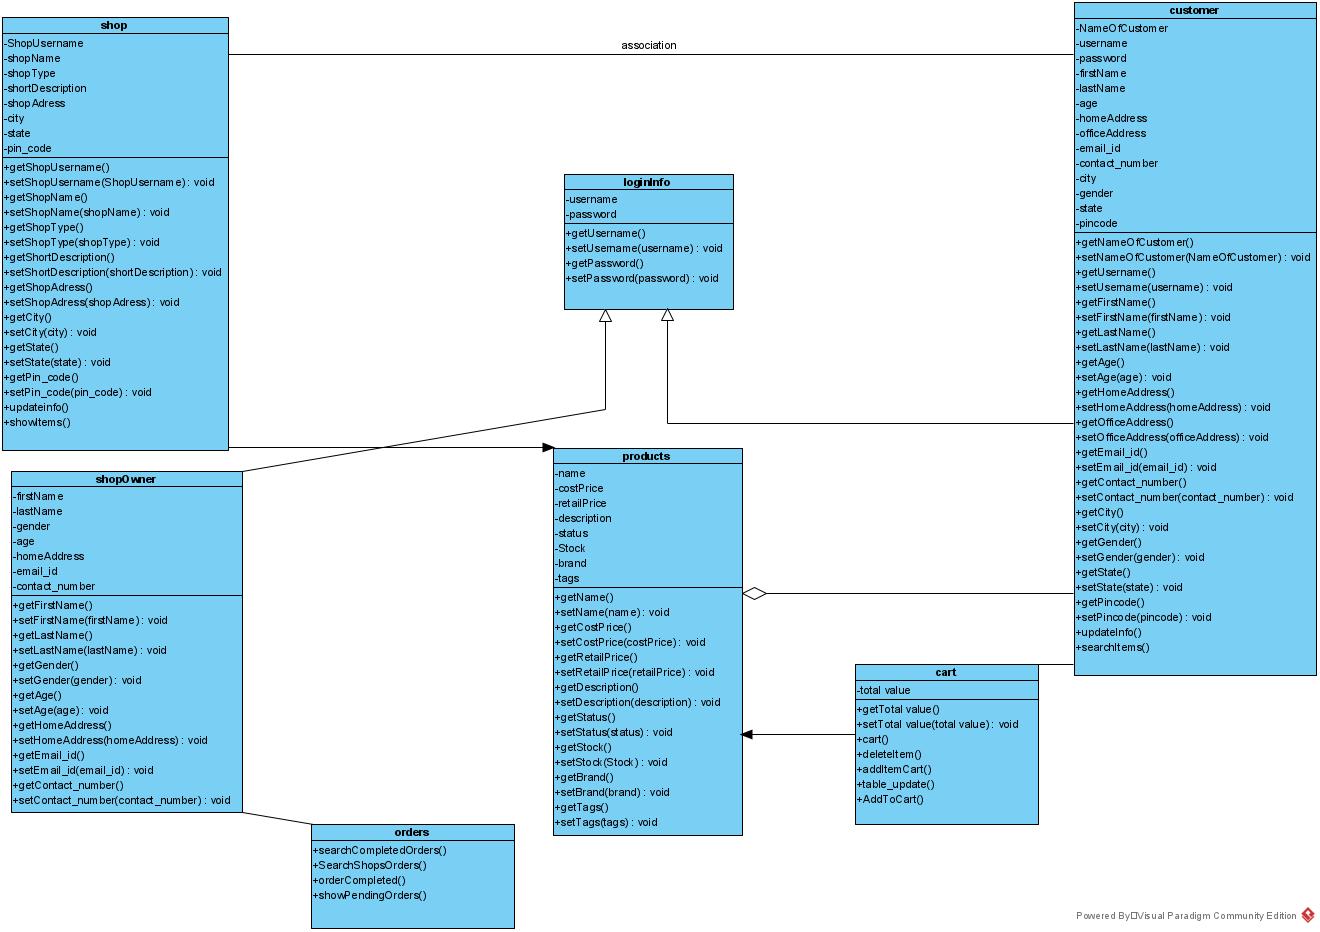 shop
-ShopUsername
-shopName
-shopType
-shortDescription
-shopAdress
-city
-state
-pin_code
+getShopUsername()
+setShopUsername(ShopUsername) : void
+getShopName()
+setShopName(shopName) : void
+getShopType()
+setShopType(shopType) : void
+getShortDescription()
+setShortDescription(shortDescription) : void
+getShopAdress()
+setShopAdress(shopAdress) : void
+getCity()
+setCity(city) : void
+getState()
+setState(state) : void
+getPin_code()
+setPin_code(pin_code) : void
+updateinfo()
+showItems()
association
customer
-NameOfCustomer
-username
-password
-firstName
-lastName
-age
-homeAddress
-officeAddress
-email_id
-contact_number
-city
-gender
-state
-pincode
+getNameOfCustomer()
+setNameOfCustomer(NameOfCustomer) : void
+getUsername()
+setUsername(username) : void
+getFirstName()
+setFirstName(firstName) : void
+getLastName()
+setLastName(lastName) : void
+getAge()
+setAge(age) : void
+getHomeAddress()
+setHomeAddress(homeAddress) : void
+getOfficeAddress()
+setOfficeAddress(officeAddress) : void
+getEmail_id()
+setEmail_id(email_id) : void
+getContact_number()
+setContact_number(contact_number) : void
+getCity()
+setCity(city) : void
+getGender()
+setGender(gender) : void
+getState()
+setState(state) : void
+getPincode()
+setPincode(pincode) : void
+updateInfo()
+searchItems()
loginInfo
-username
-password
+getUsername()
+setUsername(username) : void
+getPassword()
+setPassword(password) : void
shopOwner
-firstName
-lastName
-gender
-age
-homeAddress
-email_id
-contact_number
+getFirstName()
+setFirstName(firstName) : void
+getLastName()
+setLastName(lastName) : void
+getGender()
+setGender(gender) : void
+getAge()
+setAge(age) : void
+getHomeAddress()
+setHomeAddress(homeAddress) : void
+getEmail_id()
+setEmail_id(email_id) : void
+getContact_number()
+setContact_number(contact_number) : void
products
-name
-costPrice
-retailPrice
-description
-status
-Stock
-brand
-tags
+getName()
+setName(name) : void
+getCostPrice()
+setCostPrice(costPrice) : void
+getRetailPrice()
+setRetailPrice(retailPrice) : void
+getDescription()
+setDescription(description) : void
+getStatus()
+setStatus(status) : void
+getStock()
+setStock(Stock) : void
+getBrand()
+setBrand(brand) : void
+getTags()
+setTags(tags) : void
cart
-total value
+getTotal value()
+setTotal value(total value) : void
+cart()
+deleteItem()
+addItemCart()
+table_update()
+AddToCart()
orders
+searchCompletedOrders()
+SearchShopsOrders()
+orderCompleted()
+showPendingOrders()
Powered By□Visual Paradigm Community Edition